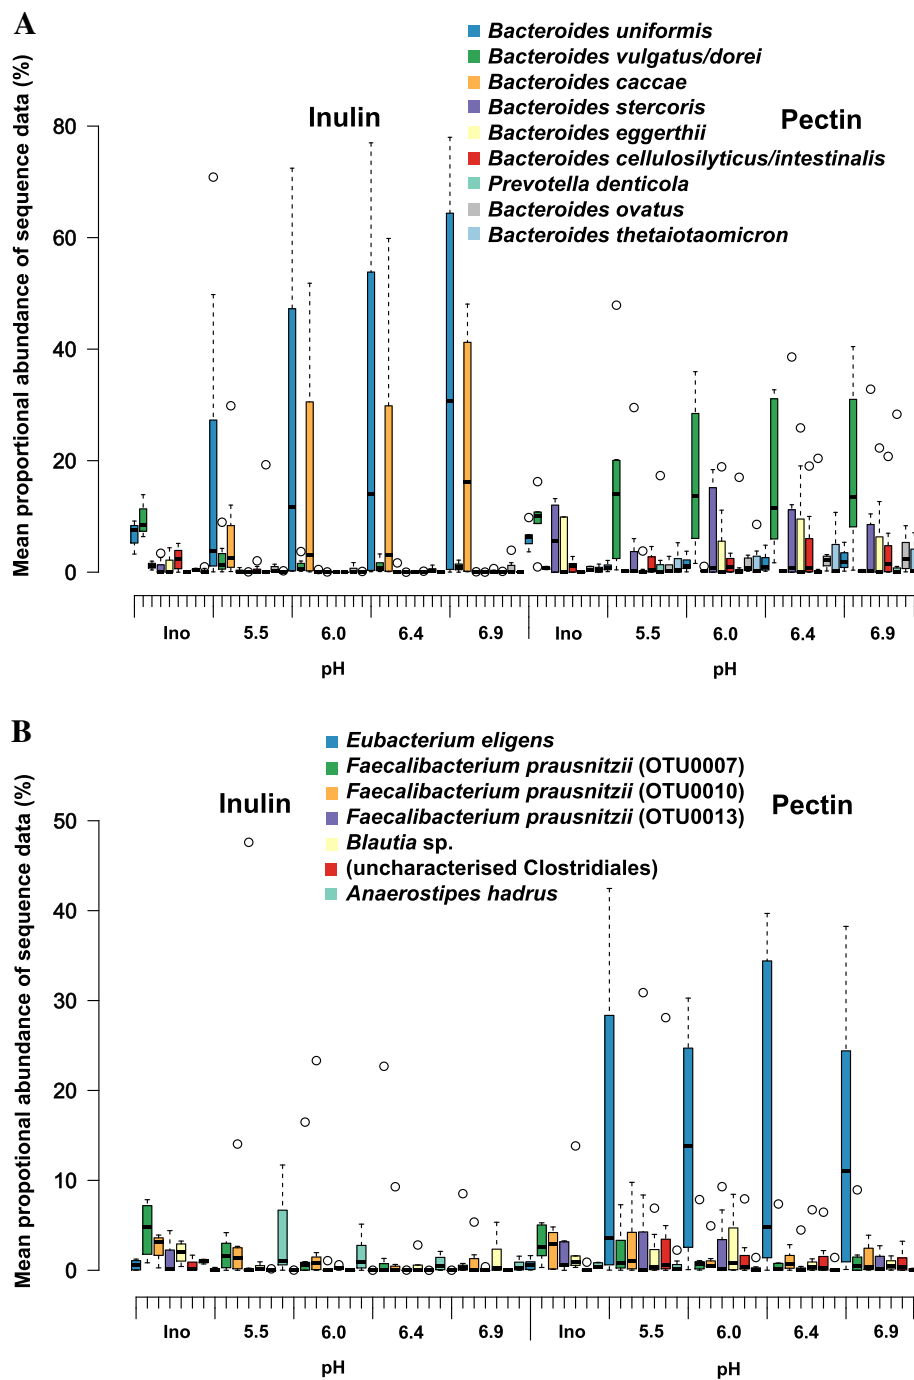 A
Mean proportional abundance of sequence data (%)
Bacteroides uniformis
Bacteroides vulgatus/dorei
Bacteroides caccae
Bacteroides stercoris
Bacteroides eggerthii
Bacteroides cellulosilyticus/intestinalis
Prevotella denticola
Bacteroides ovatus
Bacteroides thetaiotaomicron
Inulin
Pectin
80
60
40
20
0
Ino 5.5 6.0 6.4 6.9 Ino 5.5 6.0 6.4 6.9
pH pH
B
Mean propotional abundance of sequence data (%)
Eubacterium eligens
Faecalibacterium prausnitzii (OTU0007)
Faecalibacterium prausnitzii (OTU0010)
Faecalibacterium prausnitzii (OTU0013)
Blautia sp.
(uncharacterised Clostridiales)
Anaerostipes hadrus
Inulin
Pectin
50
40
30
20
10
0
Ino 5.5 6.0 6.4 6.9 Ino 5.5 6.0 6.4 6.9
pH pH